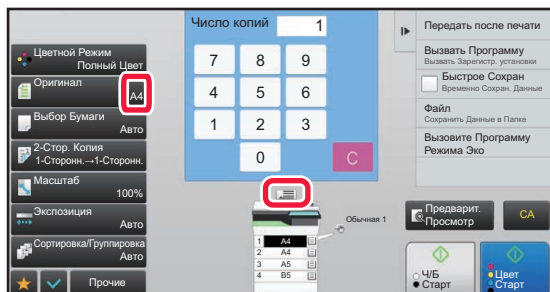 Число копий
1
Цветной Режим
Полный Цвет
Оригинал
A4
Выбор Бумаги
Авто
2-Стор. Копия
1-Сторонн.→1-Сторонн.
Масштаб
100%
Экспозиция
Авто
Сортировка/Группировка
Авто
Прочие
7 8 9
4 5 6
1 2 3
0 C
Обычная 1
1 A4
2 A4
3 A5
4 B5
Передать после печати
Вызвать Программу
Вызвать Зарегистр. установки
Быстрое Сохран
Временно Сохран. Данные
Файл
Сохранить Данные в Папке
Вызовите Программу
Режима Эко
Предварит.
Просмотр
CA
Ч/Б
Старт
Цвет
Старт